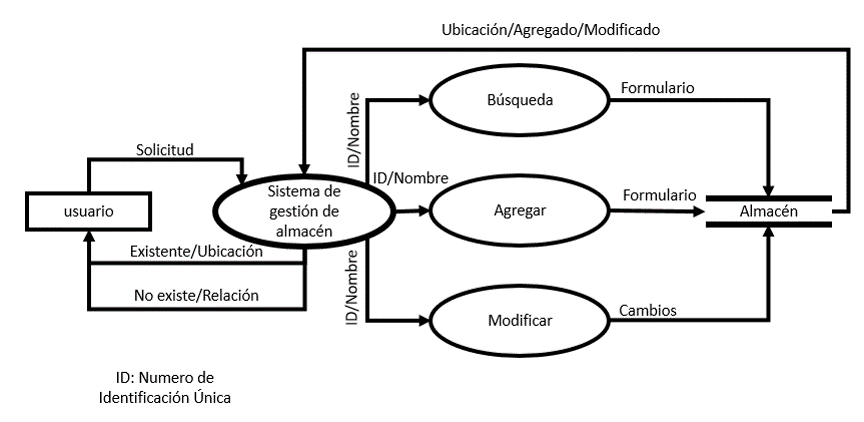 Ubicación/Agregado/Modificado
Búsqueda
Formulario
ID/Nombre
Solicitud
ID/Nombre
Sistema de
gestión de
almacén
usuario
Agregar
Formulario
Almacén
Existente/Ubicación
ID/Nombre
No existe/Relación
Modificar
Cambios
ID: Numero de
Identificación Única